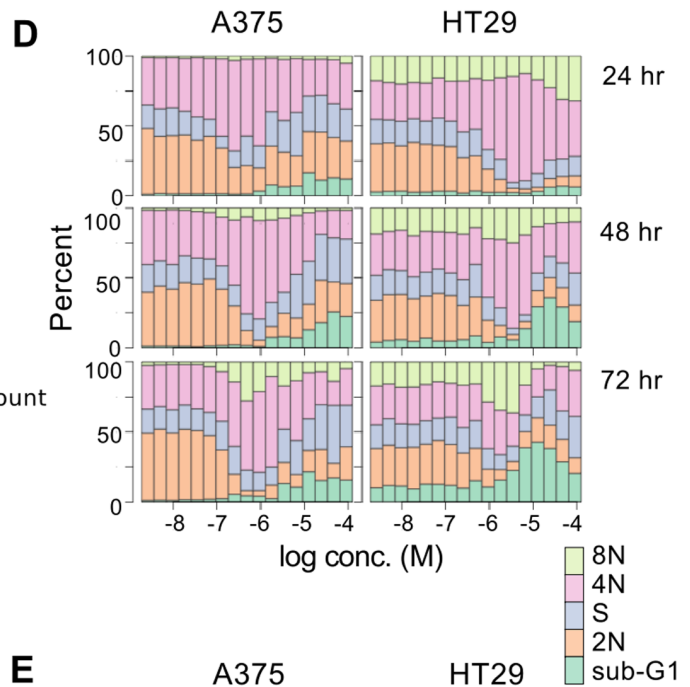 D
A375 HT29
100
50
0
24 hr
100
50
0
48 hr
100
50
0
72 hr
Percent
ount
-8 -7 -6 -5 -4 -8 -7 -6 -5 -4
log conc. (M)
8N
4N
S
2N
sub-G1
E
A375 HT29